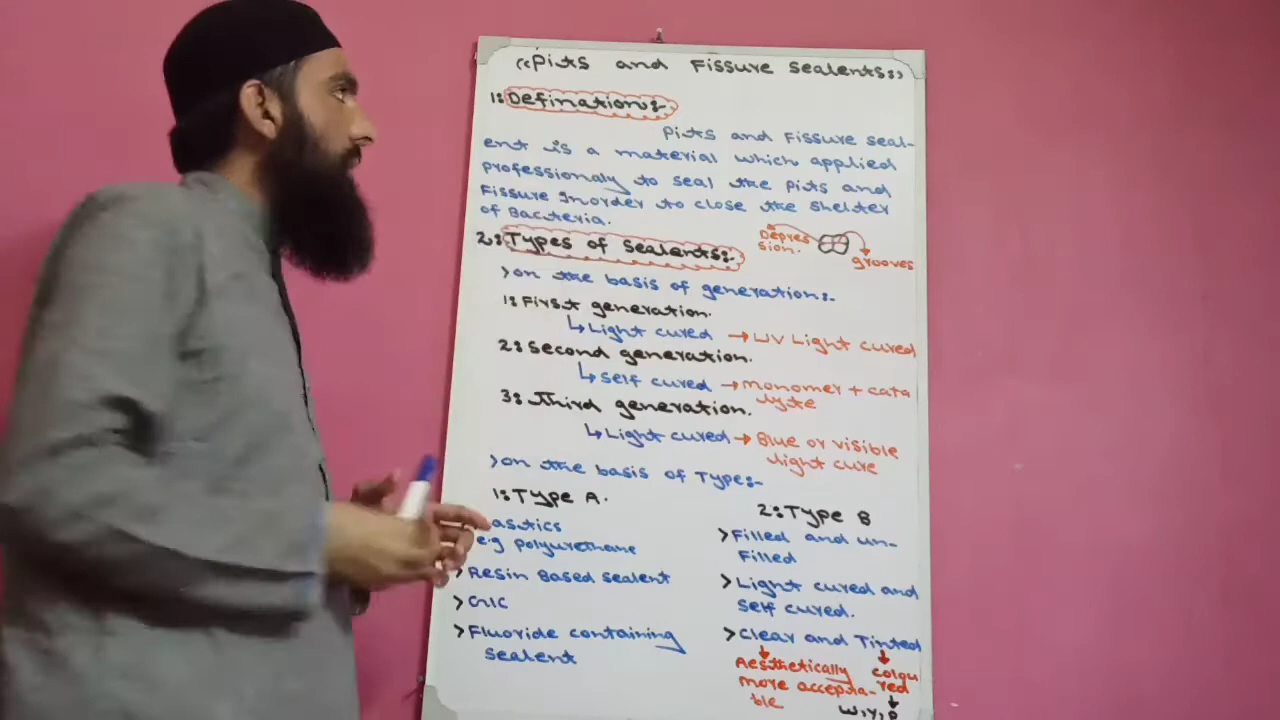 "Pits and Fissure Sealents:"
1: Defination:-
Pits and Fissure seal-
ent is a material which applied
professionaly to seal the pits and
Fissure Inorder to close the shelter
of Bacteria.
Depres
sion.
grooves
2: Types of Sealents:-
>on the basis of generation:-
1: First generation.
↳Light cured → UV Light cured
2: Second generation.
↳Self cured → monomer + cata
lyte
3: Third generation.
↳Light cured → Blue or visible
light cure
>on the basis of Type:-
1: Type A.
astics
e.g polyurethane
> Resin Based sealent
> GIC
> Fluoride containing
sealent
2: Type B
> Filled and un-
Filled
> Light cured and
self cured.
> Clear and Tinted
Aesthetically
more accepta-
ble
Colou
red
W, Y, P